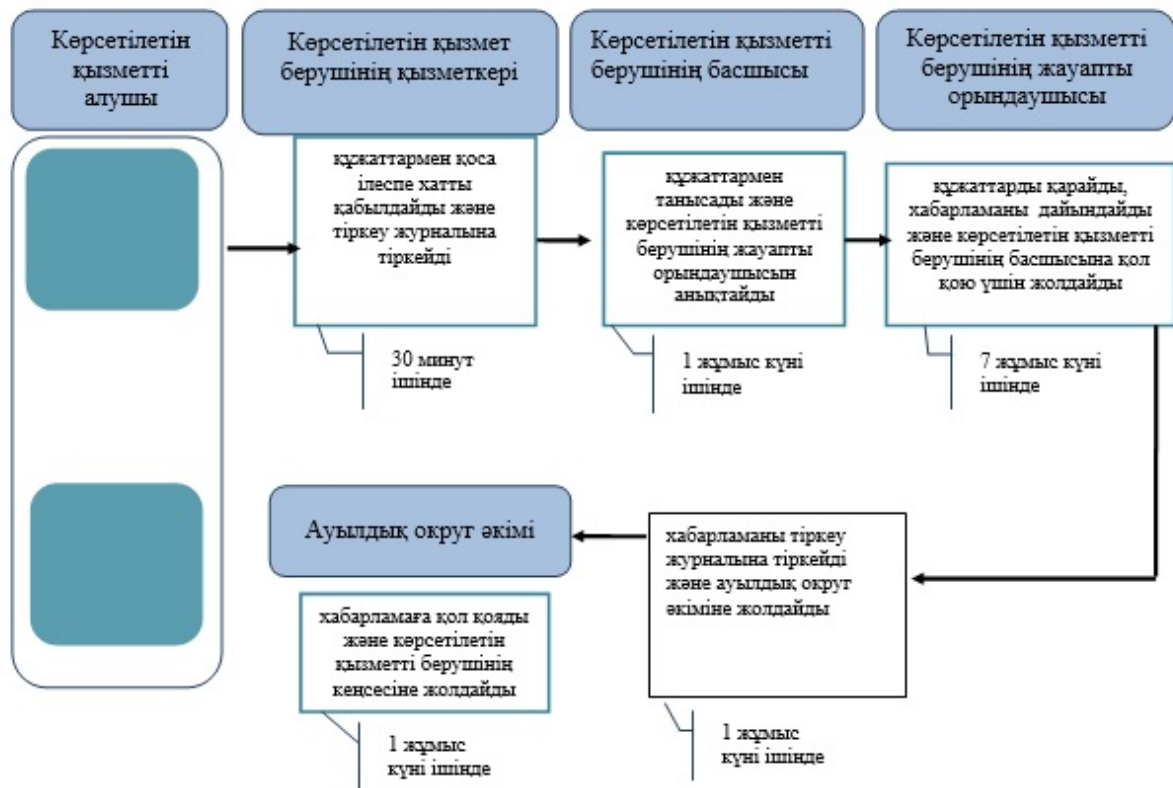 Көрсетілетін
қызметті
алушы
Көрсетілетін қызмет
берушінің қызметкері
Көрсетілетін қызметті
берушінің басшысы
Көрсетілетін қызметті
берушінің жауапты
орындаушысы
құжаттармен қоса
ілеспе хатты
қабылдайды және
тіркеу журналына
тіркейді
құжаттармен
танысады және
көрсетілетін қызметті
берушінің жауапты
орындаушысын
анықтайды
құжаттарды қарайды,
хабарламаны дайындайды
және көрсетілетін қызметті
берушінің басшысына қол
қою үшін жолдайды
30 минут
ішінде
1 жұмыс күні
ішінде
7 жұмыс күні
ішінде
Ауылдық округ әкімі
хабарламаны тіркеу
журналына тіркейді
және ауылдық округ
әкіміне жолдайды
хабарламаға қол қояды
және көрсетілетін
қызметті берушінің
кеңсесіне жолдайды
1 жұмыс
күні ішінде
1 жұмыс
күні ішінде